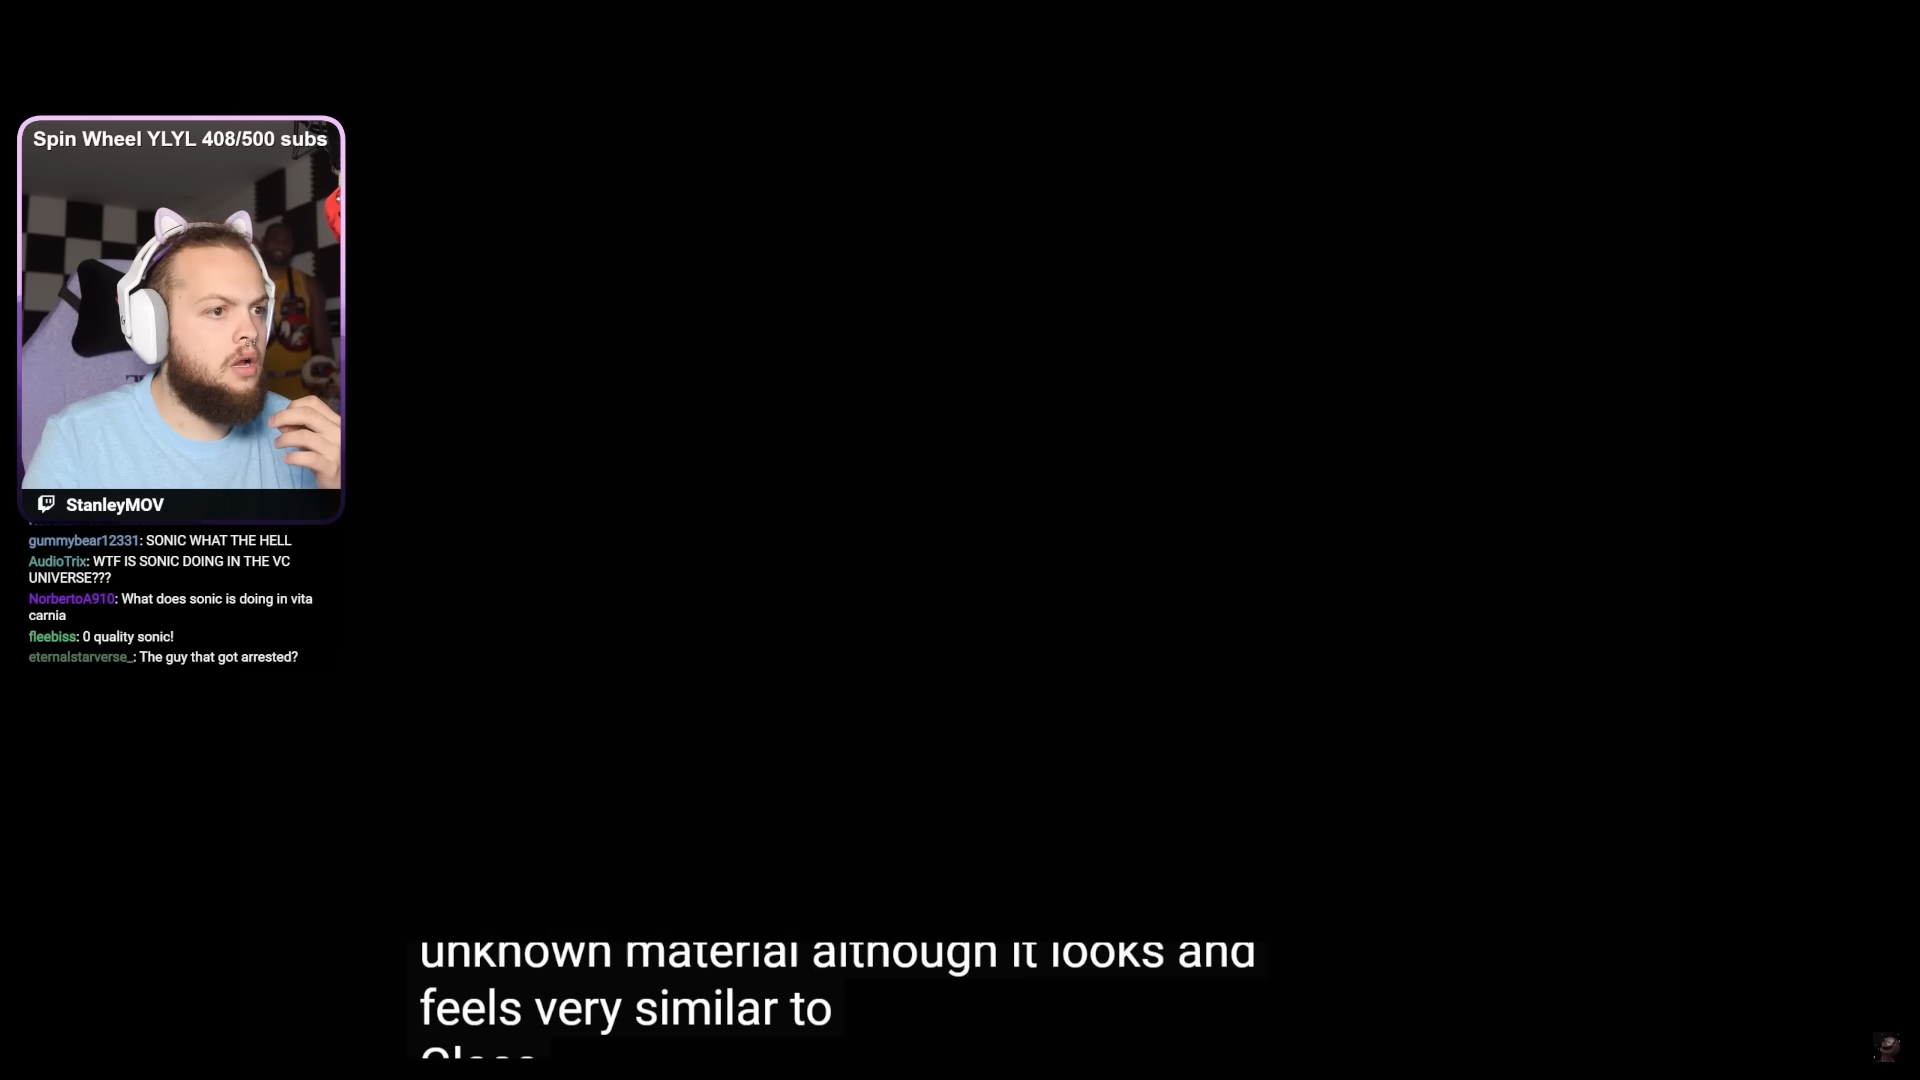 Spin Wheel YLYL 408/500 subs
StanleyMOV
gummybear12331: SONIC WHAT THE HELL
AudioTrix: WTF IS SONIC DOING IN THE VC
UNIVERSE???
NorbertoA910: What does sonic is doing in vita
carnia
fleebiss: 0 quality sonic!
eternalstarverse_: The guy that got arrested?
unknown material although it looks and
feels very similar to
Glass